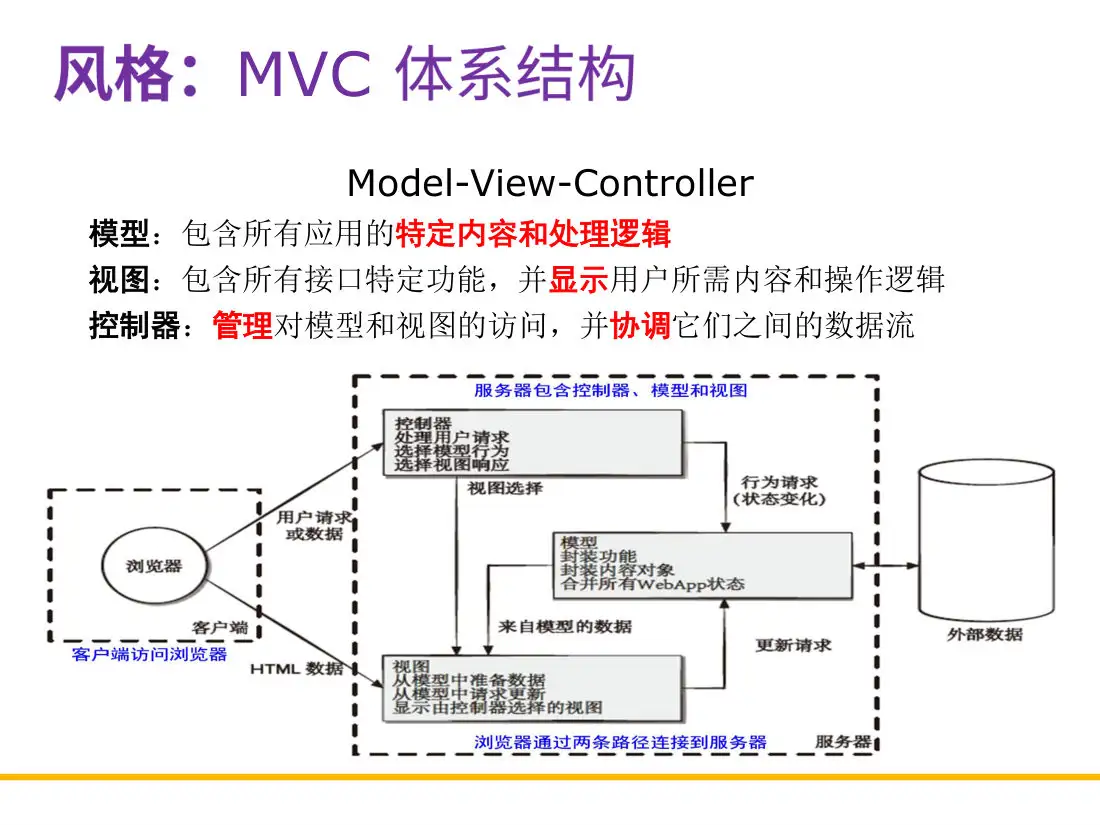 风格：MVC 体系结构
Model-View-Controller
模型：包含所有应用的特定内容和处理逻辑
视图：包含所有接口特定功能，并显示用户所需内容和操作逻辑
控制器：管理对模型和视图的访问，并协调它们之间的数据流
服务器包含控制器、模型和视图
控制器
处理用户请求
选择模型行为
选择视图响应
视图选择
行为请求
(状态变化)
用户请求
或数据
浏览器
模型
封装功能
封装内容对象
合并所有WebApp状态
客户端
来自模型的数据
外部数据
更新请求
客户端访问浏览器
HTML 数据
视图
从模型中准备数据
从模型中请求更新
显示由控制器选择的视图
浏览器通过两条路径连接到服务器
服务器